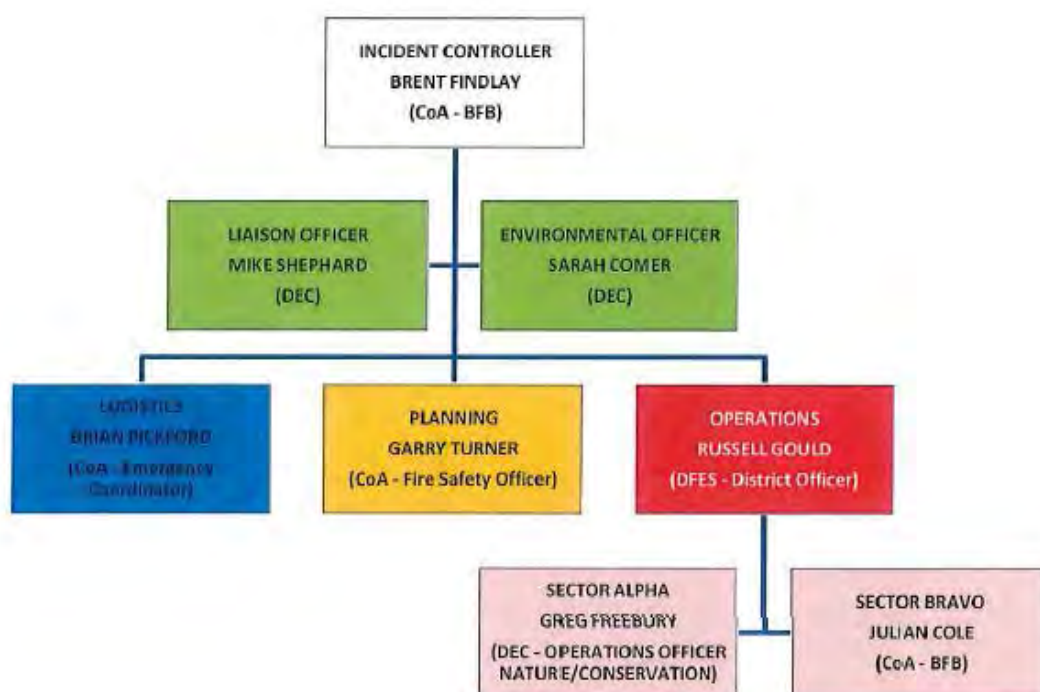 INCIDENT CONTROLLER
BRENT FINDLAY
(CoA - BFB)
LIAISON OFFICER
MIKE SHEPHARD
(DEC)
ENVIRONMENTAL OFFICER
SARAH COMER
(DEC)
LOGISTICS
BRIAN PICKFORD
(CoA - Emergency
Coordinator)
PLANNING
GARRY TURNER
(CoA - Fire Safety Officer)
OPERATIONS
RUSSELL GOULD
(DFES - District Officer)
SECTOR ALPHA
GREG FREEBURY
(DEC - OPERATIONS OFFICER
NATURE/CONSERVATION)
SECTOR BRAVO
JULIAN COLE
(CoA - BFB)